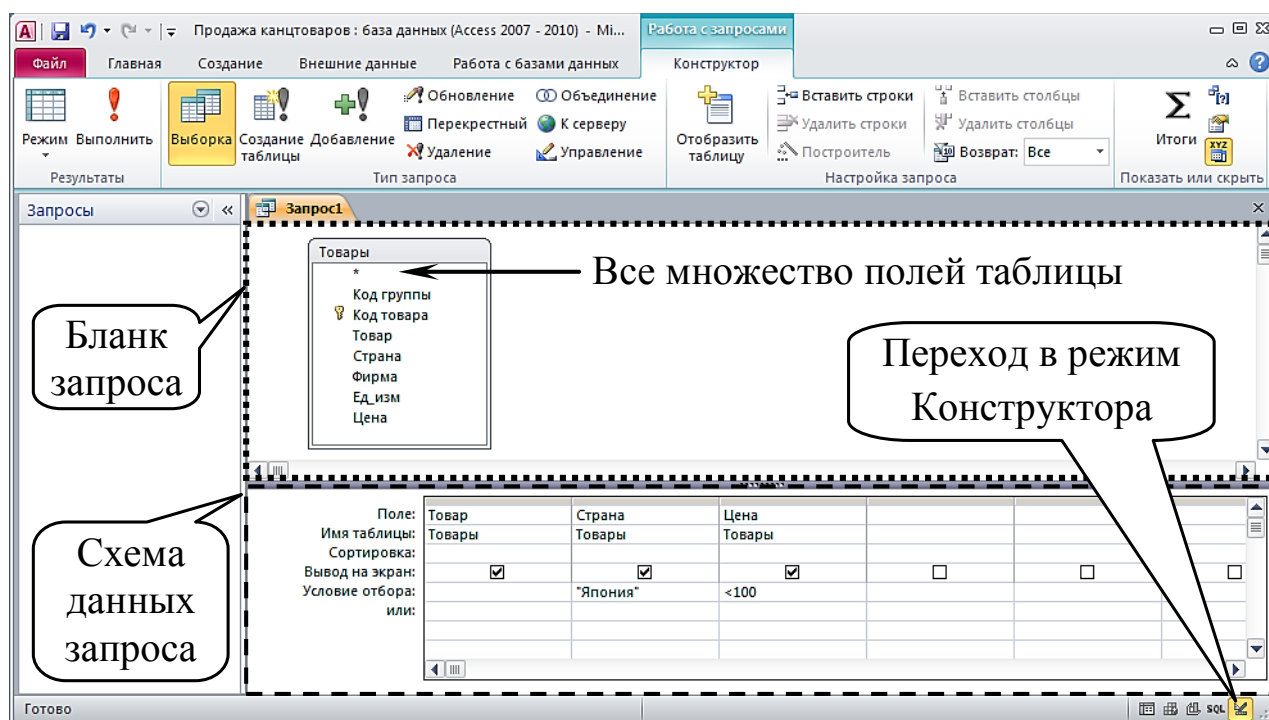 Продажа канцтоваров : база данных (Access 2007 - 2010) - Mi...
Работа с запросами
Файл Главная Создание Внешние данные Работа с базами данных Конструктор
Режим Выполнить Выборка Создание таблицы Добавление
Обновление Объединение
Перекрестный К серверу
Удаление Управление
Отобразить таблицу
Вставить строки Вставить столбцы
Удалить строки Удалить столбцы
Построитель Возврат: Все
Итоги
Результаты Тип запроса Настройка запроса Показать или скрыть
Запросы
Запрос1
Товары
*
Код группы
Код товара
Товар
Страна
Фирма
Ед_изм
Цена
Все множество полей таблицы
Бланк
запроса
Переход в режим
Конструктора
Схема
данных
запроса
Поле: Товар Страна Цена
Имя таблицы: Товары Товары Товары
Сортировка:
Вывод на экран:
Условие отбора: "Япония" <100
или:
Готово SQL